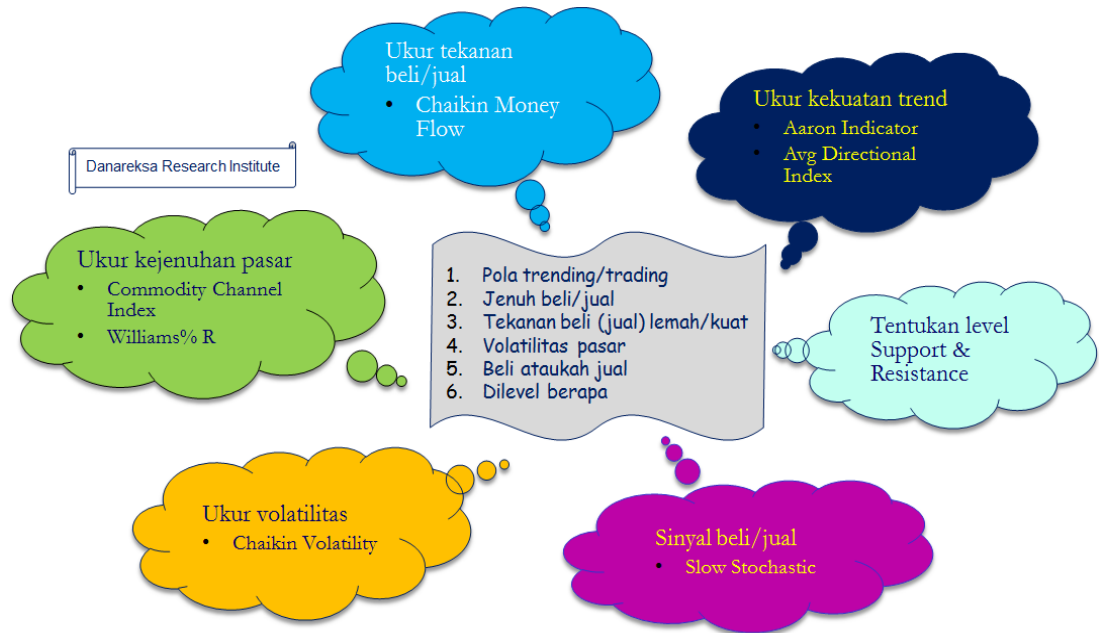 Ukur tekanan
beli/jual
• Chaikin Money
Flow
Ukur kekuatan trend
• Aaron Indicator
• Avg Directional
Index
Danareksa Research Institute
Ukur kejenuhan pasar
• Commodity Channel
Index
• Williams% R
1. Pola trending/trading
2. Jenuh beli/jual
3. Tekanan beli (jual) lemah/kuat
4. Volatilitas pasar
5. Beli ataukah jual
6. Dilevel berapa
Tentukan level
Support &
Resistance
Ukur volatilitas
• Chaikin Volatility
Sinyal beli/jual
• Slow Stochastic